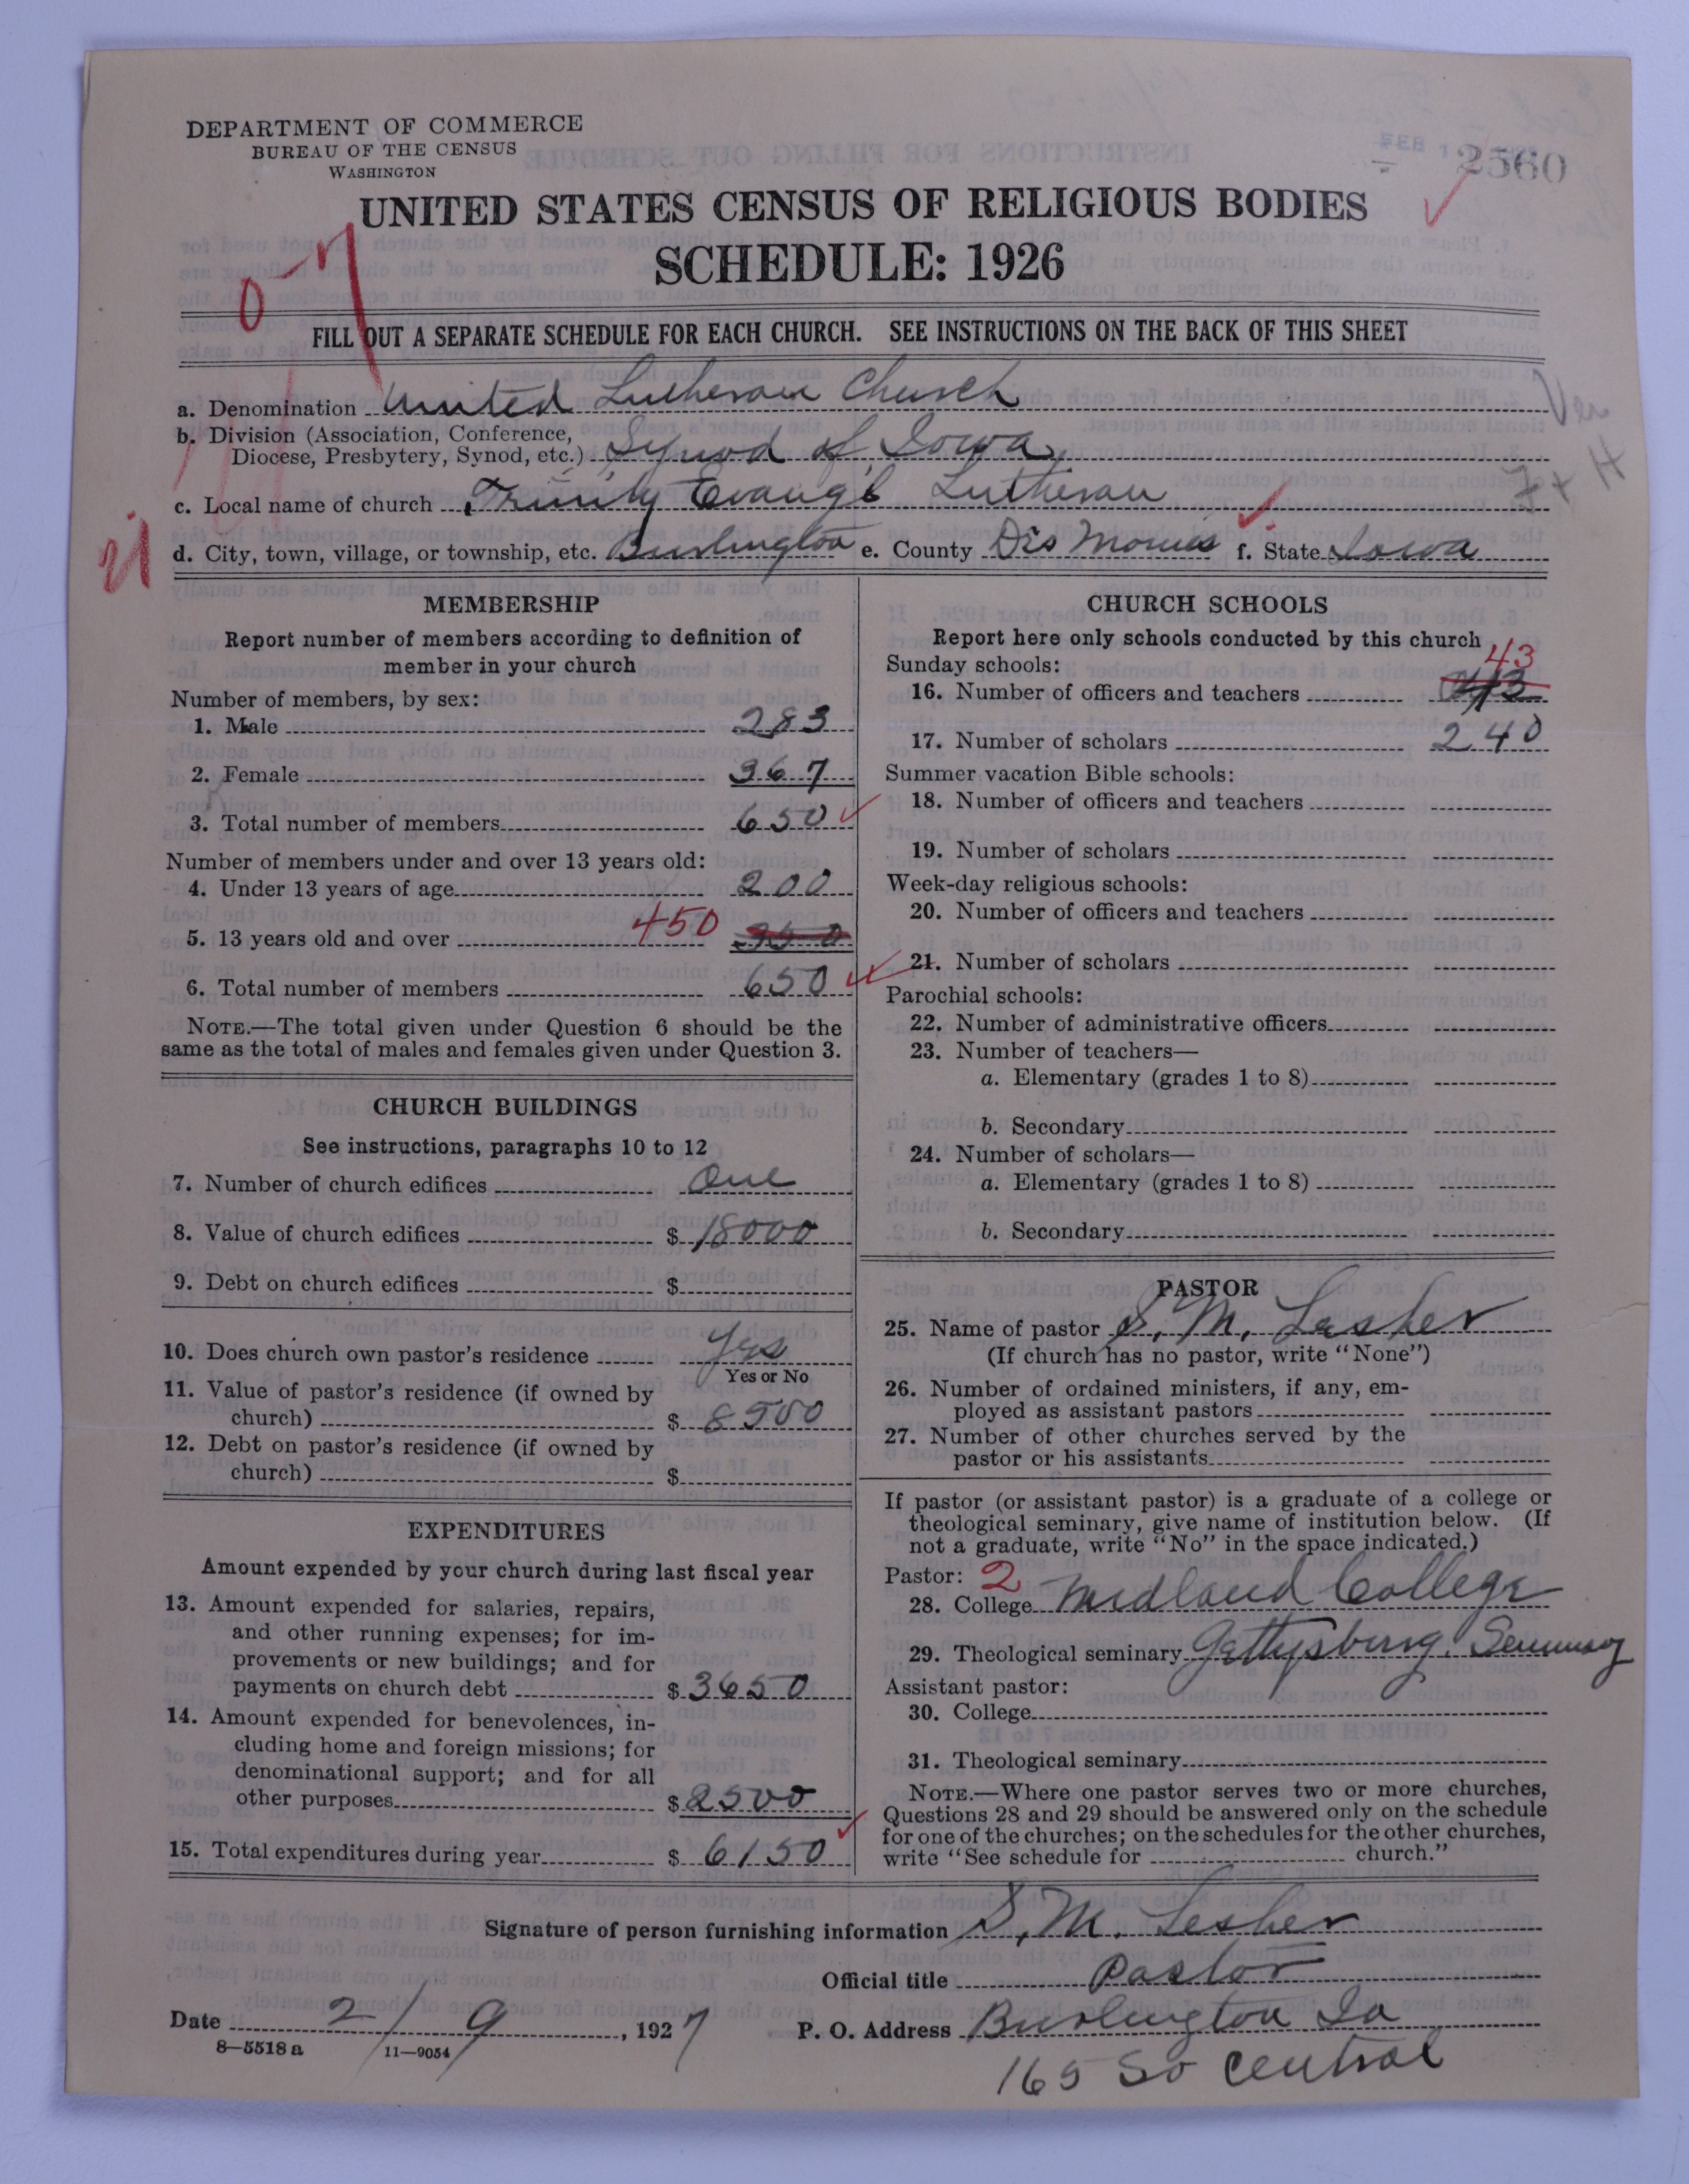 DEPARTMENT OF COMMERCE
BUREAU OF THE CENSUS
WASHINGTON
FEB 1
2560
UNITED STATES CENSUS OF RELIGIOUS BODIES
SCHEDULE: 1926
0-7
FILL OUT A SEPARATE SCHEDULE FOR EACH CHURCH. SEE INSTRUCTIONS ON THE BACK OF THIS SHEET
a. Denomination United Lutheran Church
Ver
b. Division (Association, Conference,
Diocese, Presbytery, Synod, etc.) Synod of Iowa
c. Local name of church Trinity Evangl Lutheran
d. City, town, village, or township, etc. Burlington e. County Des Moines f. State Iowa
MEMBERSHIP
Report number of members according to definition of
member in your church
Number of members, by sex:
1. Male 283
2. Female 367
3. Total number of members 650
Number of members under and over 13 years old:
4. Under 13 years of age 200
5. 13 years old and over 450
6. Total number of members 650
NOTE.—The total given under Question 6 should be the
same as the total of males and females given under Question 3.
CHURCH BUILDINGS
See instructions, paragraphs 10 to 12
7. Number of church edifices One
8. Value of church edifices $ 18000
9. Debt on church edifices $
10. Does church own pastor's residence Yes
Yes or No
11. Value of pastor's residence (if owned by
church) $ 8500
12. Debt on pastor's residence (if owned by
church) $
EXPENDITURES
Amount expended by your church during last fiscal year
13. Amount expended for salaries, repairs,
and other running expenses; for im-
provements or new buildings; and for
payments on church debt $ 3650
14. Amount expended for benevolences, in-
cluding home and foreign missions; for
denominational support; and for all
other purposes $ 2500
15. Total expenditures during year $ 6150
CHURCH SCHOOLS
Report here only schools conducted by this church
Sunday schools:
43
16. Number of officers and teachers 43
17. Number of scholars 240
Summer vacation Bible schools:
18. Number of officers and teachers
19. Number of scholars
Week-day religious schools:
20. Number of officers and teachers
21. Number of scholars
Parochial schools:
22. Number of administrative officers
23. Number of teachers—
a. Elementary (grades 1 to 8)
b. Secondary
24. Number of scholars—
a. Elementary (grades 1 to 8)
b. Secondary
PASTOR
25. Name of pastor S. M. Lesher
(If church has no pastor, write "None")
26. Number of ordained ministers, if any, em-
ployed as assistant pastors
27. Number of other churches served by the
pastor or his assistants
If pastor (or assistant pastor) is a graduate of a college or
theological seminary, give name of institution below. (If
not a graduate, write "No" in the space indicated.)
Pastor: 2
28. College Midland College
29. Theological seminary Gettysburg Seminary
Assistant pastor:
30. College
31. Theological seminary
NOTE.—Where one pastor serves two or more churches,
Questions 28 and 29 should be answered only on the schedule
for one of the churches; on the schedules for the other churches,
write "See schedule for church."
Signature of person furnishing information S. M. Lesher
Official title Pastor
Date 2/9, 1927 P. O. Address Burlington Ia
8—5518a 11—9054
165 So Central